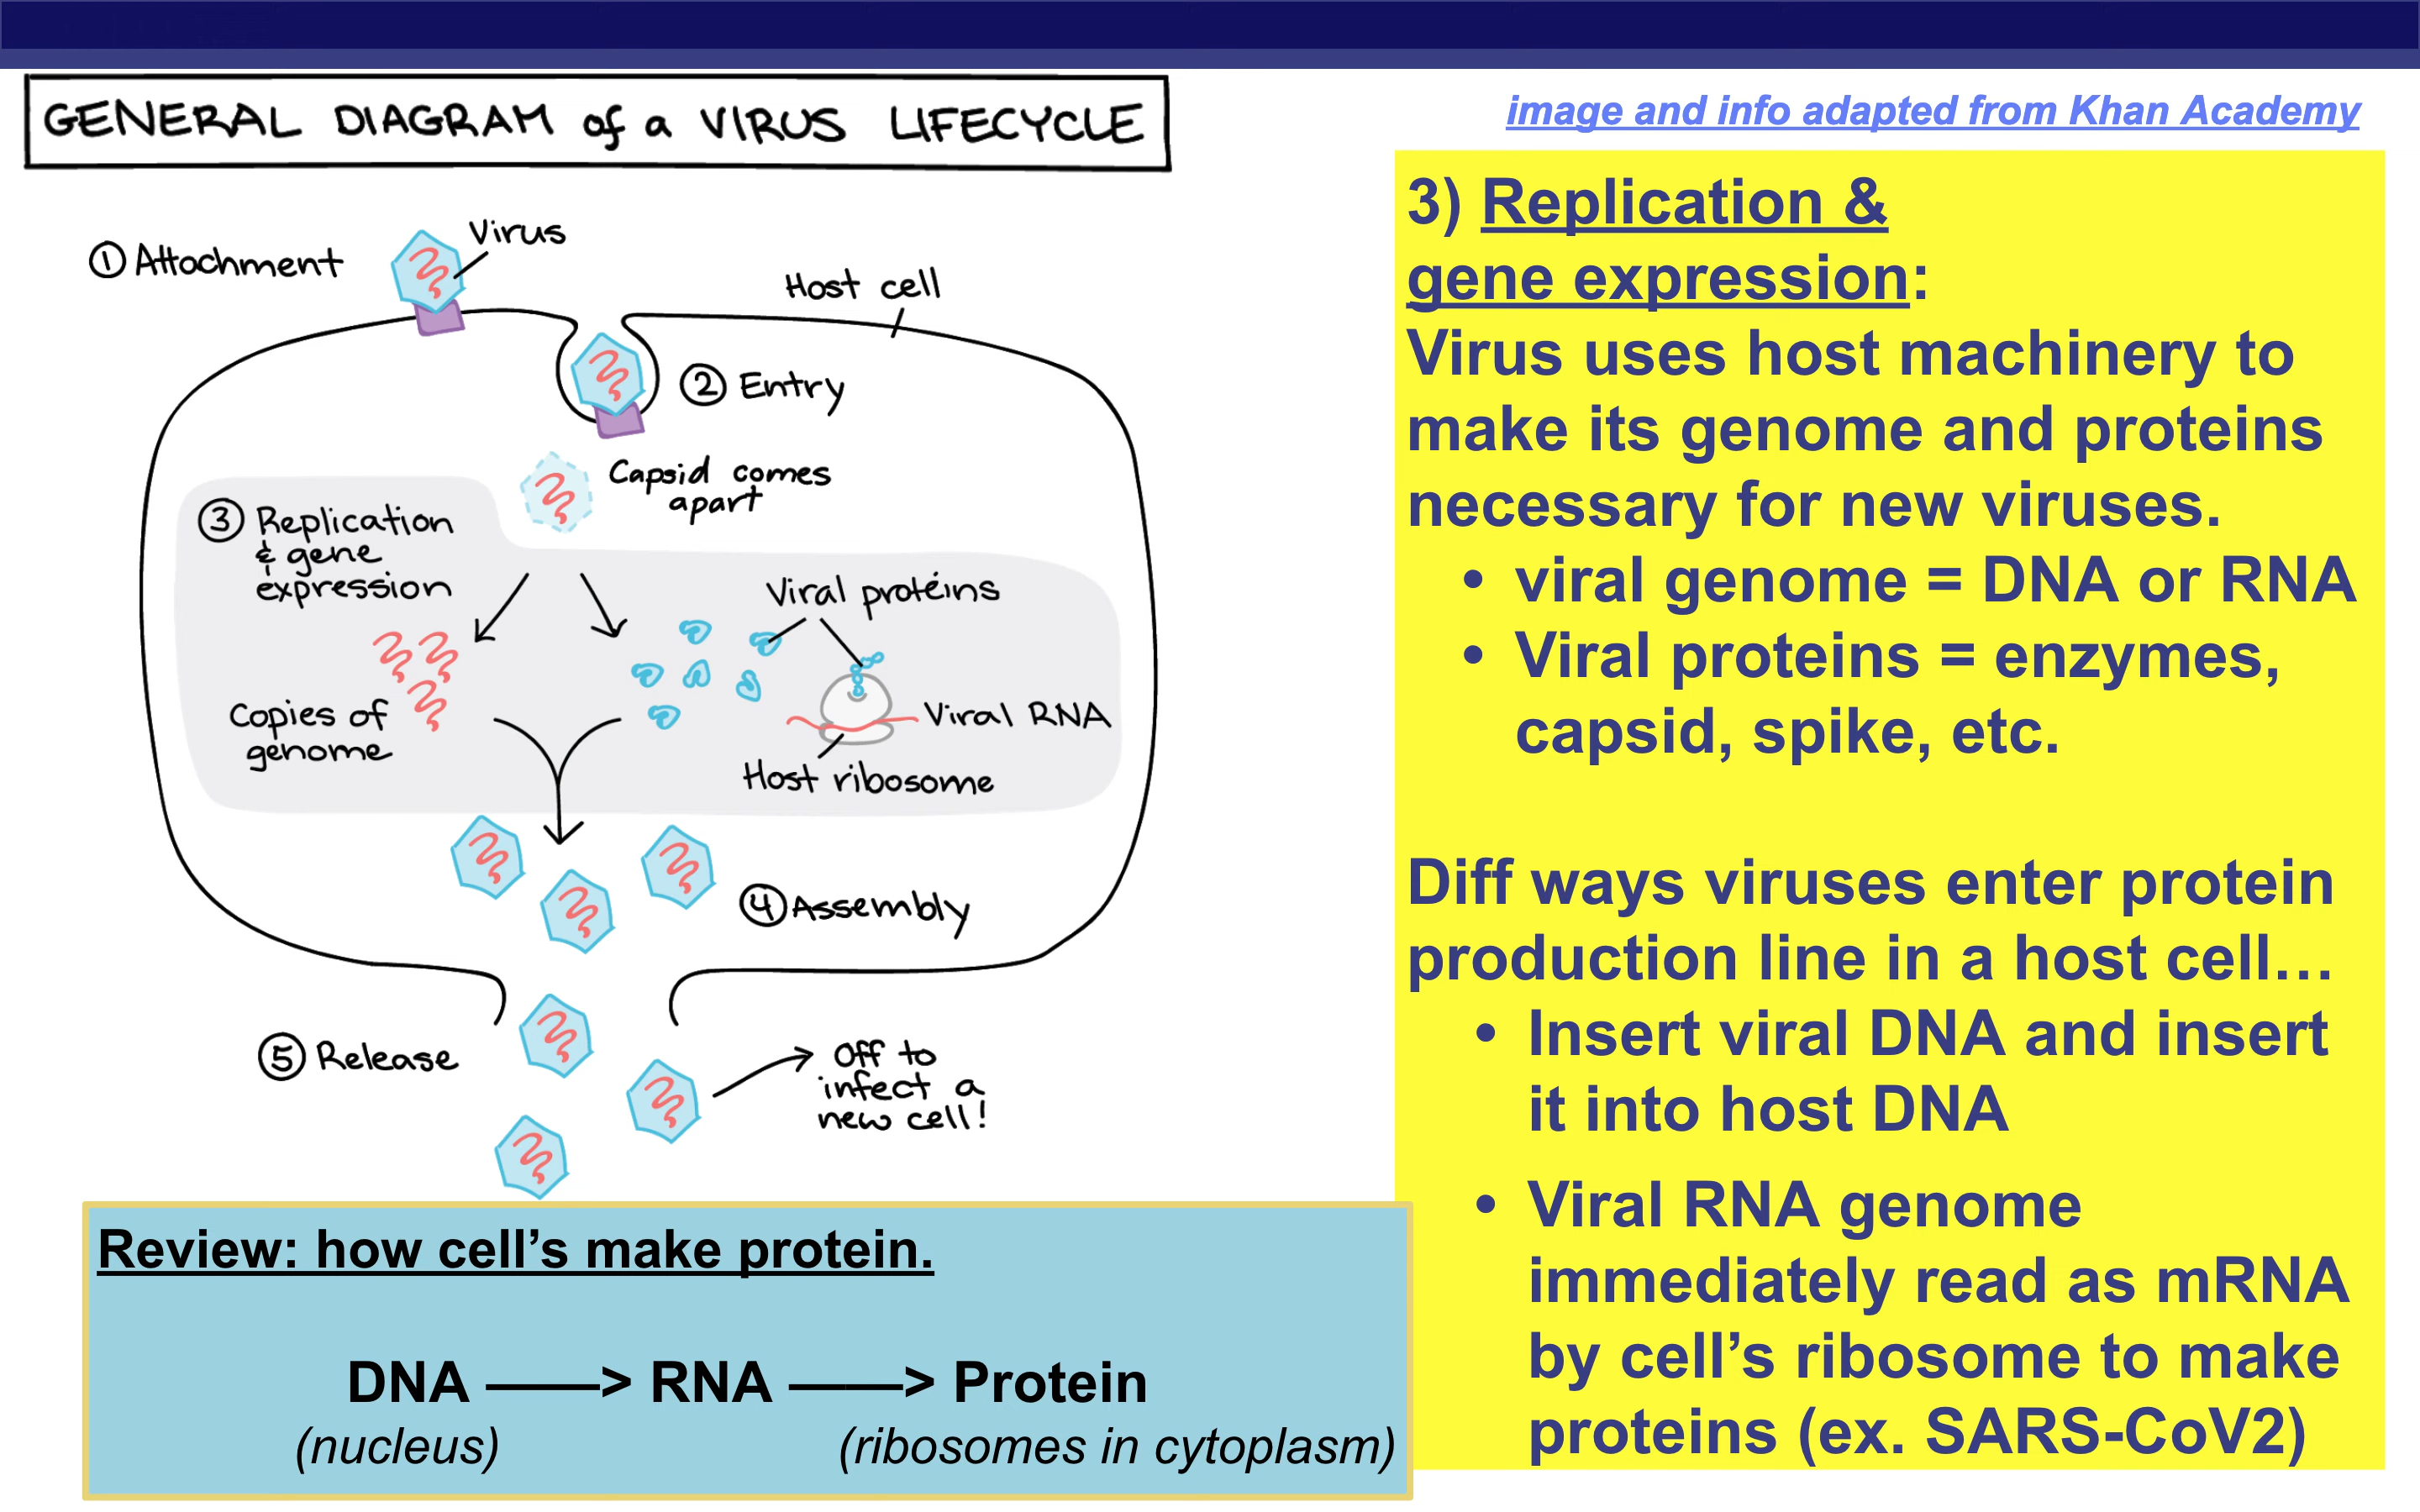 GENERAL DIAGRAM of a VIRUS LIFECYCLE
image and info adapted from Khan Academy
① Attachment
Virus
Host cell
② Entry
Capsid comes
apart
③ Replication
& gene
expression
Viral proteins
Copies of
genome
Viral RNA
Host ribosome
④ Assembly
⑤ Release
Off to
infect a
new cell!
3) Replication &
gene expression:
Virus uses host machinery to
make its genome and proteins
necessary for new viruses.
• viral genome = DNA or RNA
• Viral proteins = enzymes,
capsid, spike, etc.
Diff ways viruses enter protein
production line in a host cell…
• Insert viral DNA and insert
it into host DNA
• Viral RNA genome
immediately read as mRNA
by cell’s ribosome to make
proteins (ex. SARS-CoV2)
Review: how cell’s make protein.
DNA ——> RNA ——> Protein
(nucleus) (ribosomes in cytoplasm)